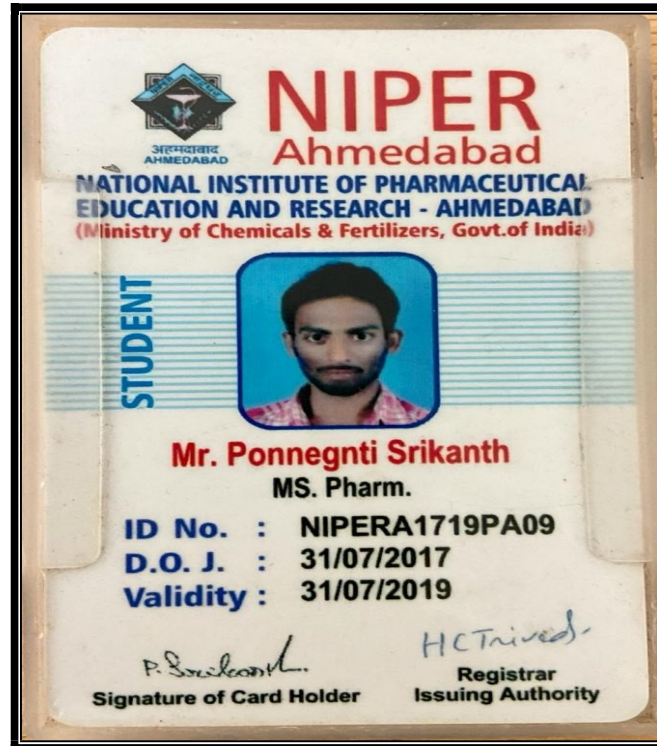 NIPER
Ahmedabad
अहमदाबाद
AHMEDABAD
NATIONAL INSTITUTE OF PHARMACEUTICAL
EDUCATION AND RESEARCH - AHMEDABAD
(Ministry of Chemicals & Fertilizers, Govt.of India)
STUDENT
Mr. Ponnegnti Srikanth
MS. Pharm.
ID No. : NIPERA1719PA09
D.O. J. : 31/07/2017
Validity : 31/07/2019
P. Srikanth.
HCTrivedi.
Signature of Card Holder
Registrar
Issuing Authority